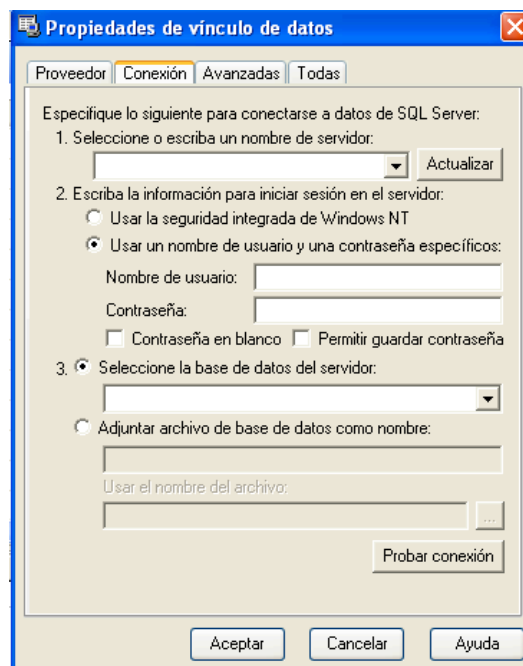 Propiedades de vínculo de datos
Proveedor Conexión Avanzadas Todas
Especifique lo siguiente para conectarse a datos de SQL Server:
1. Seleccione o escriba un nombre de servidor:
Actualizar
2. Escriba la información para iniciar sesión en el servidor:
Usar la seguridad integrada de Windows NT
Usar un nombre de usuario y una contraseña específicos:
Nombre de usuario:
Contraseña:
Contraseña en blanco Permitir guardar contraseña
3. Seleccione la base de datos del servidor:
Adjuntar archivo de base de datos como nombre:
Usar el nombre del archivo:
...
Probar conexión
Aceptar Cancelar Ayuda